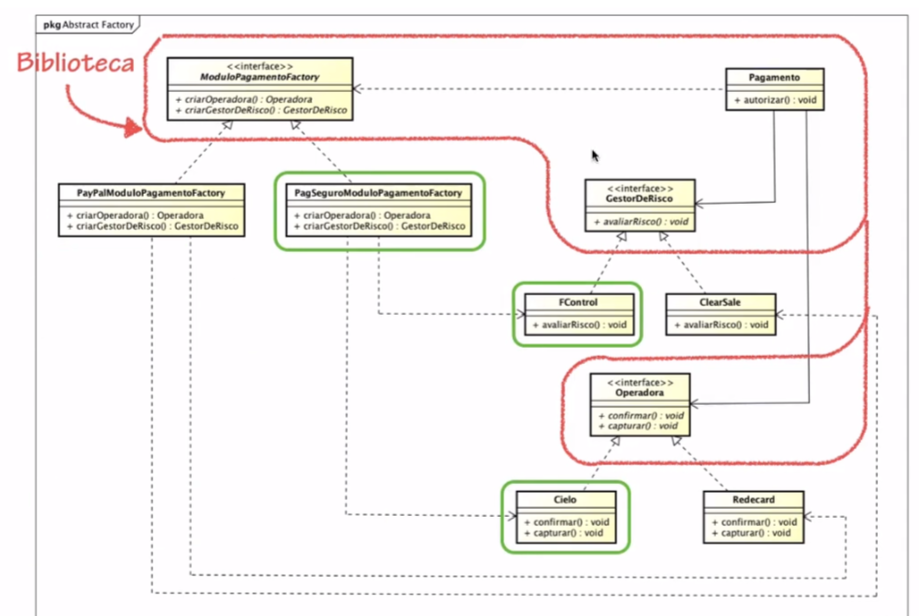 pkg Abstract Factory
Biblioteca
<<interface>>
ModuloPagamentoFactory
+ criarOperadora() : Operadora
+ criarGestorDeRisco() : GestorDeRisco
Pagamento
+ autorizar() : void
PayPalModuloPagamentoFactory
+ criarOperadora() : Operadora
+ criarGestorDeRisco() : GestorDeRisco
PagSeguroModuloPagamentoFactory
+ criarOperadora() : Operadora
+ criarGestorDeRisco() : GestorDeRisco
<<interface>>
GestorDeRisco
+ avaliarRisco() : void
FControl
+ avaliarRisco() : void
ClearSale
+ avaliarRisco() : void
<<interface>>
Operadora
+ confirmar() : void
+ capturar() : void
Cielo
+ confirmar() : void
+ capturar() : void
Redecard
+ confirmar() : void
+ capturar() : void